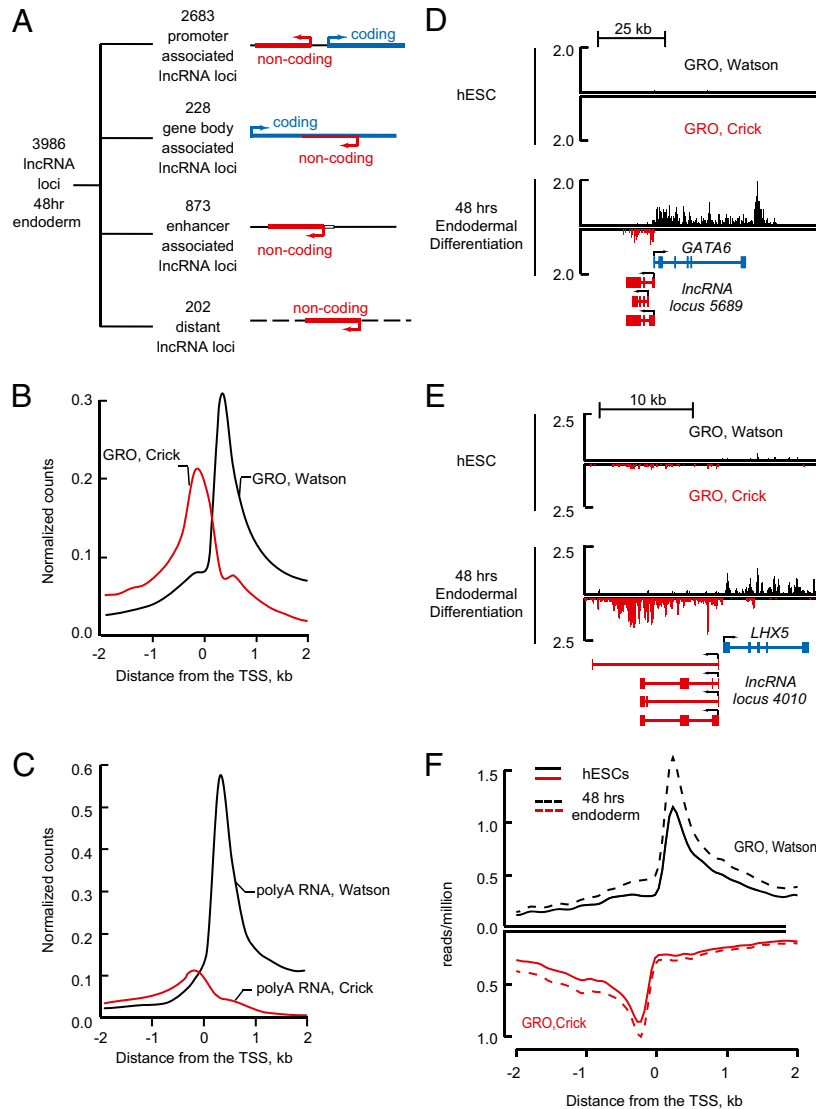 A
3986
lncRNA
loci
48hr
endoderm
2683
promoter
associated
lncRNA loci
coding
non-coding
228
gene body
associated
lncRNA loci
coding
non-coding
873
enhancer
associated
lncRNA loci
non-coding
202
distant
lncRNA loci
non-coding
B
Normalized counts
0.3
0.2
0.1
0.0
GRO, Crick
GRO, Watson
-2 -1 0 1 2
Distance from the TSS, kb
C
Normalized counts
0.6
0.5
0.4
0.3
0.2
0.1
0.0
polyA RNA, Watson
polyA RNA, Crick
-2 -1 0 1 2
Distance from the TSS, kb
D
25 kb
hESC
2.0
GRO, Watson
GRO, Crick
2.0
48 hrs
Endodermal
Differentiation
2.0
2.0
GATA6
lncRNA
locus 5689
E
10 kb
hESC
2.5
GRO, Watson
GRO, Crick
2.5
48 hrs
Endodermal
Differentiation
2.5
2.5
LHX5
lncRNA
locus 4010
F
hESCs
48 hrs
endoderm
reads/million
1.5
1.0
0.5
0.0
GRO, Watson
0.5
1.0
GRO,Crick
-2 -1 0 1 2
Distance from the TSS, kb